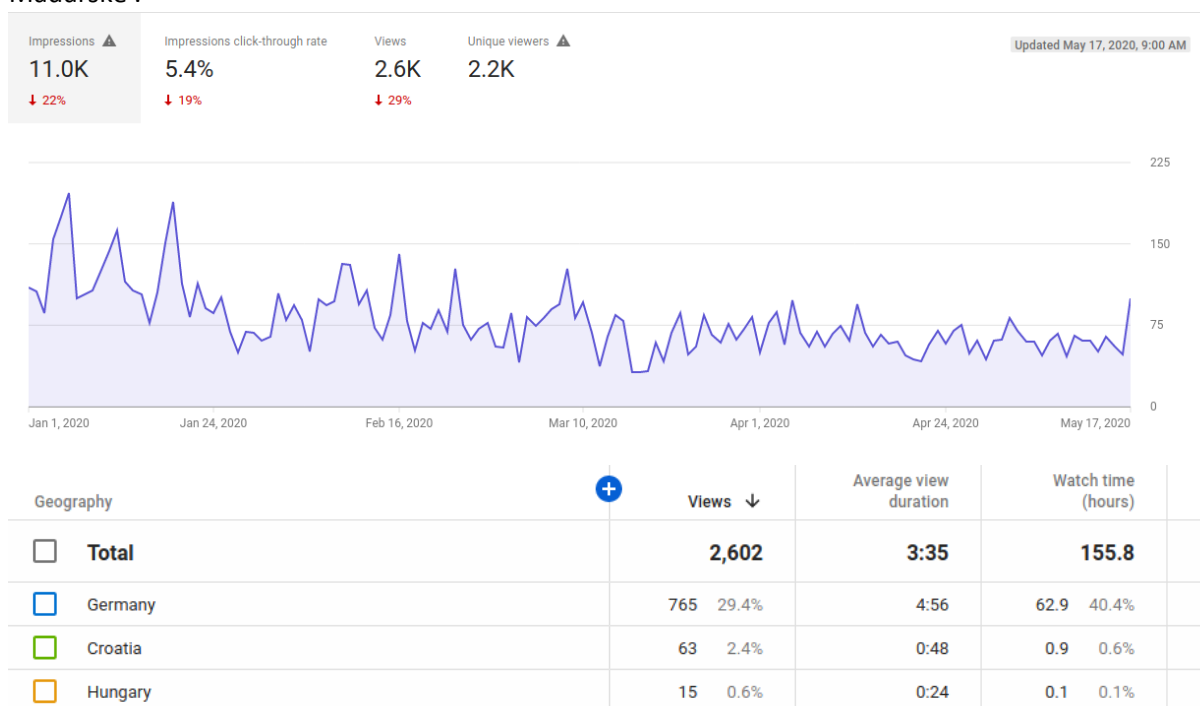 Impressions Impressions click-through rate Views Unique viewers Updated May 17, 2020, 9:00 AM
11.0K 5.4% 2.6K 2.2K
22% 19% 29%
225
150
75
0
Jan 1, 2020 Jan 24, 2020 Feb 16, 2020 Mar 10, 2020 Apr 1, 2020 Apr 24, 2020 May 17, 2020
Geography Views Average view duration Watch time (hours)
Total 2,602 3:35 155.8
Germany 765 29.4% 4:56 62.9 40.4%
Croatia 63 2.4% 0:48 0.9 0.6%
Hungary 15 0.6% 0:24 0.1 0.1%